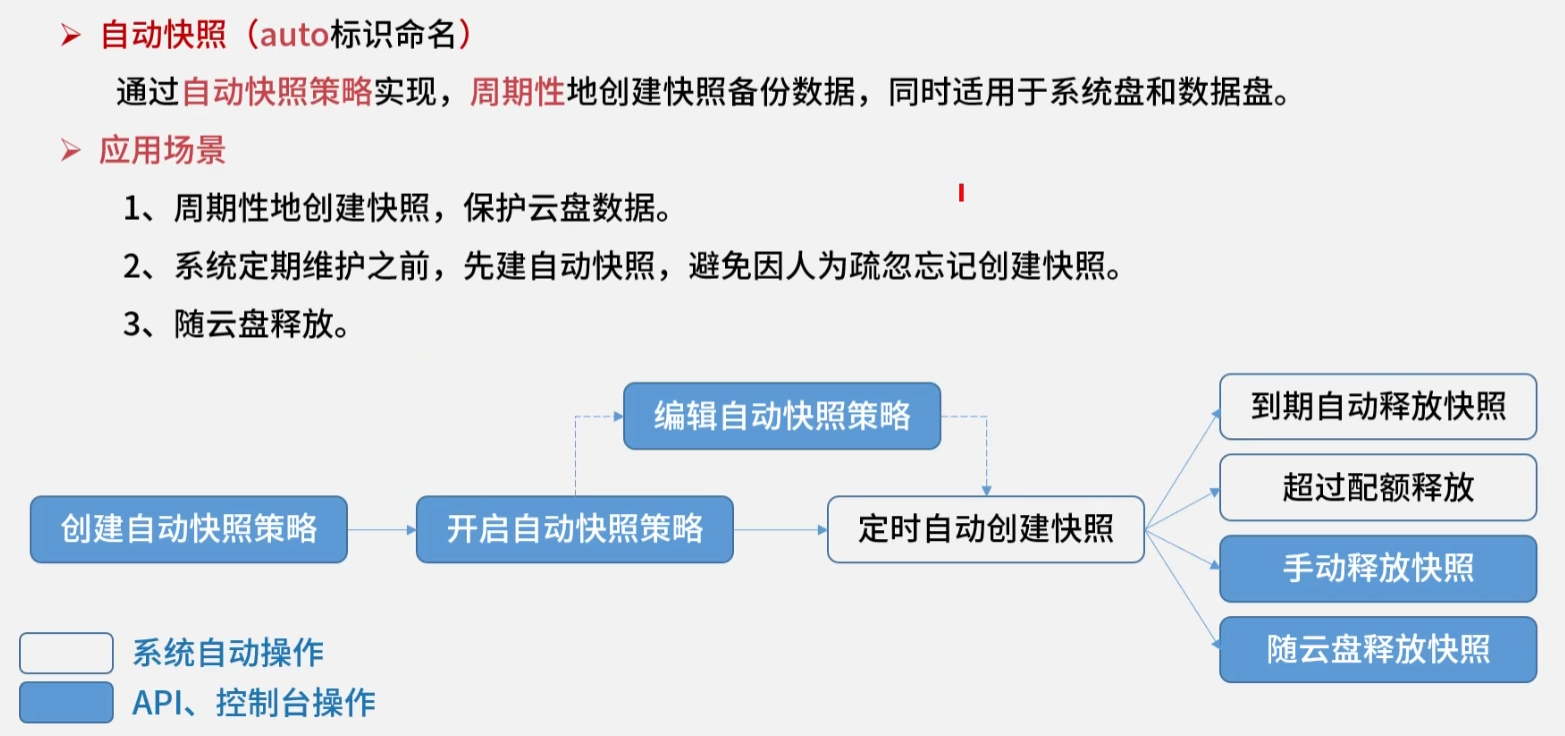 ➢ 自动快照（auto标识命名）
通过自动快照策略实现，周期性地创建快照备份数据，同时适用于系统盘和数据盘。
➢ 应用场景
1、周期性地创建快照，保护云盘数据。
2、系统定期维护之前，先建自动快照，避免因人为疏忽忘记创建快照。
3、随云盘释放。
编辑自动快照策略
创建自动快照策略
开启自动快照策略
定时自动创建快照
到期自动释放快照
超过配额释放
手动释放快照
随云盘释放快照
系统自动操作
API、控制台操作